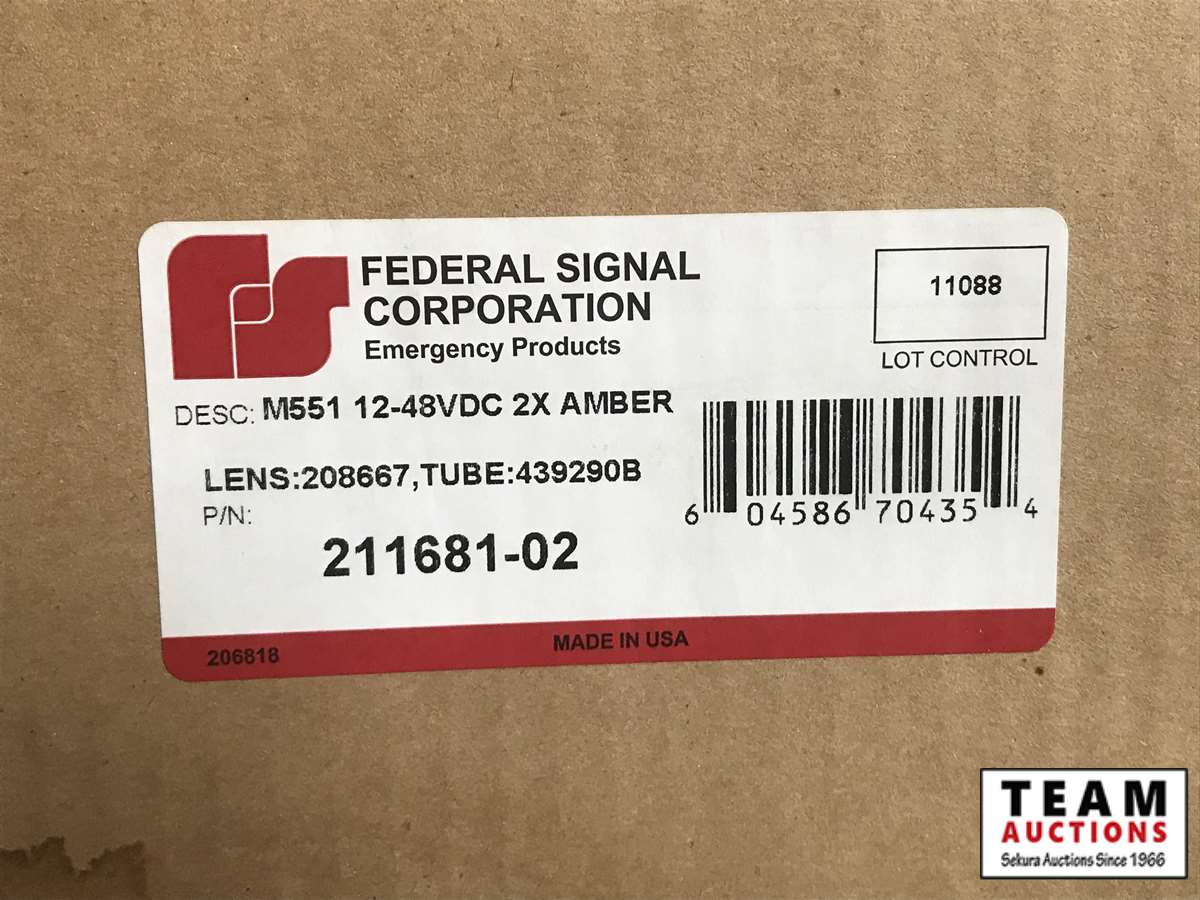 FEDERAL SIGNAL
CORPORATION
Emergency Products
11088
LOT CONTROL
DESC: M551 12-48VDC 2X AMBER
LENS:208667,TUBE:439290B
P/N:
211681-02
6 04586 70435 4
206818
MADE IN USA
TEAM
AUCTIONS
Sekura Auctions Since 1966